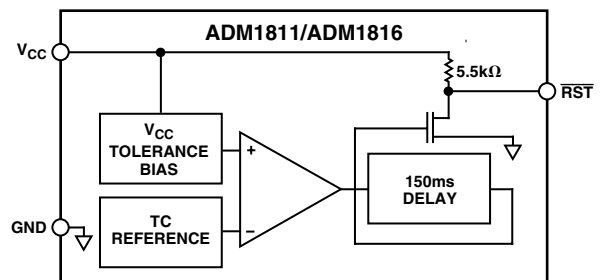 ADM1811/ADM1816
VCC
5.5kΩ
RST
VCC
TOLERANCE
BIAS
+
150ms
DELAY
GND
TC
REFERENCE
−